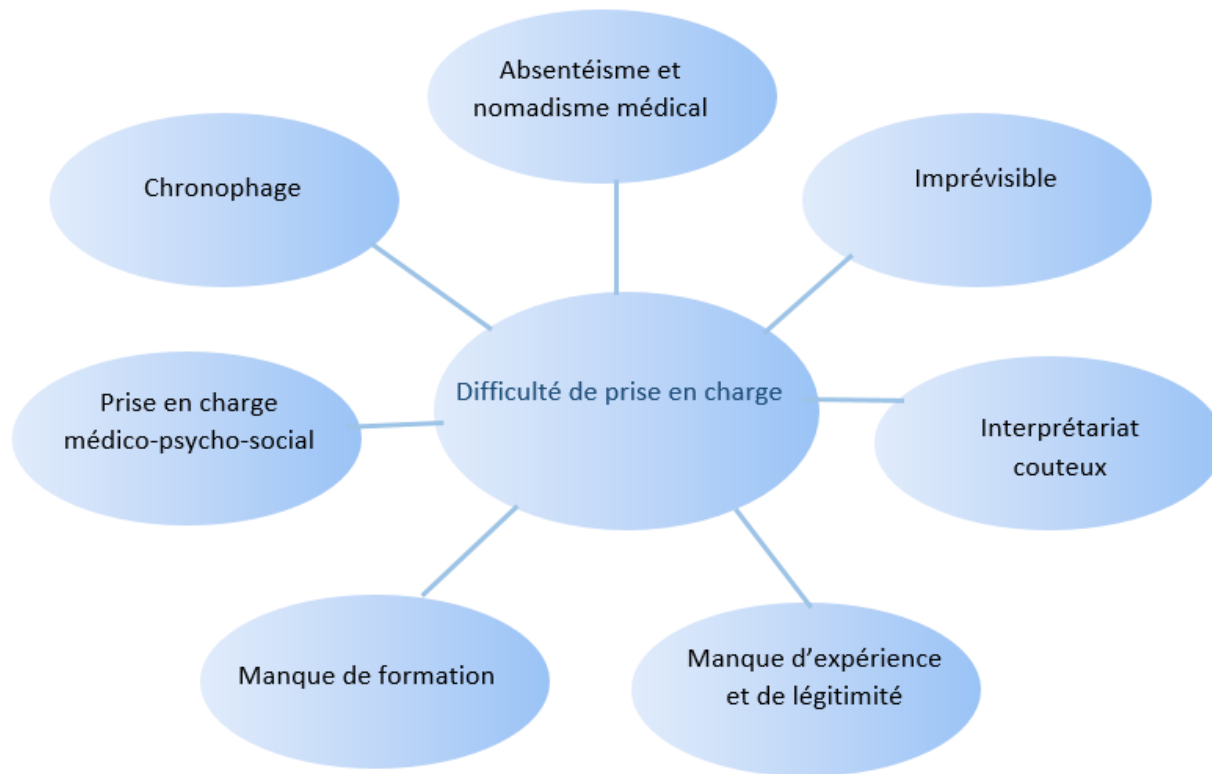 Absentéisme et
nomadisme médical
Chronophage
Imprévisible
Difficulté de prise en charge
Prise en charge
médico-psycho-social
Interprétariat
couteux
Manque de formation
Manque d’expérience
et de légitimité